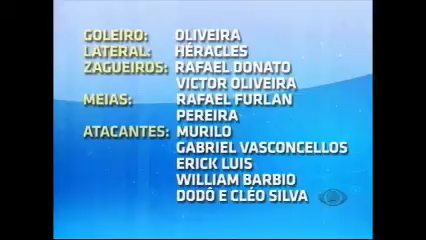 GOLEIRO: OLIVEIRA
LATERAL: HÉRACLES
ZAGUEIROS: RAFAEL DONATO
VICTOR OLIVEIRA
MEIAS: RAFAEL FURLAN
PEREIRA
ATACANTES: MURILO
GABRIEL VASCONCELLOS
ERICK LUIS
WILLIAM BARBIO
DODÔ E CLÉO SILVA